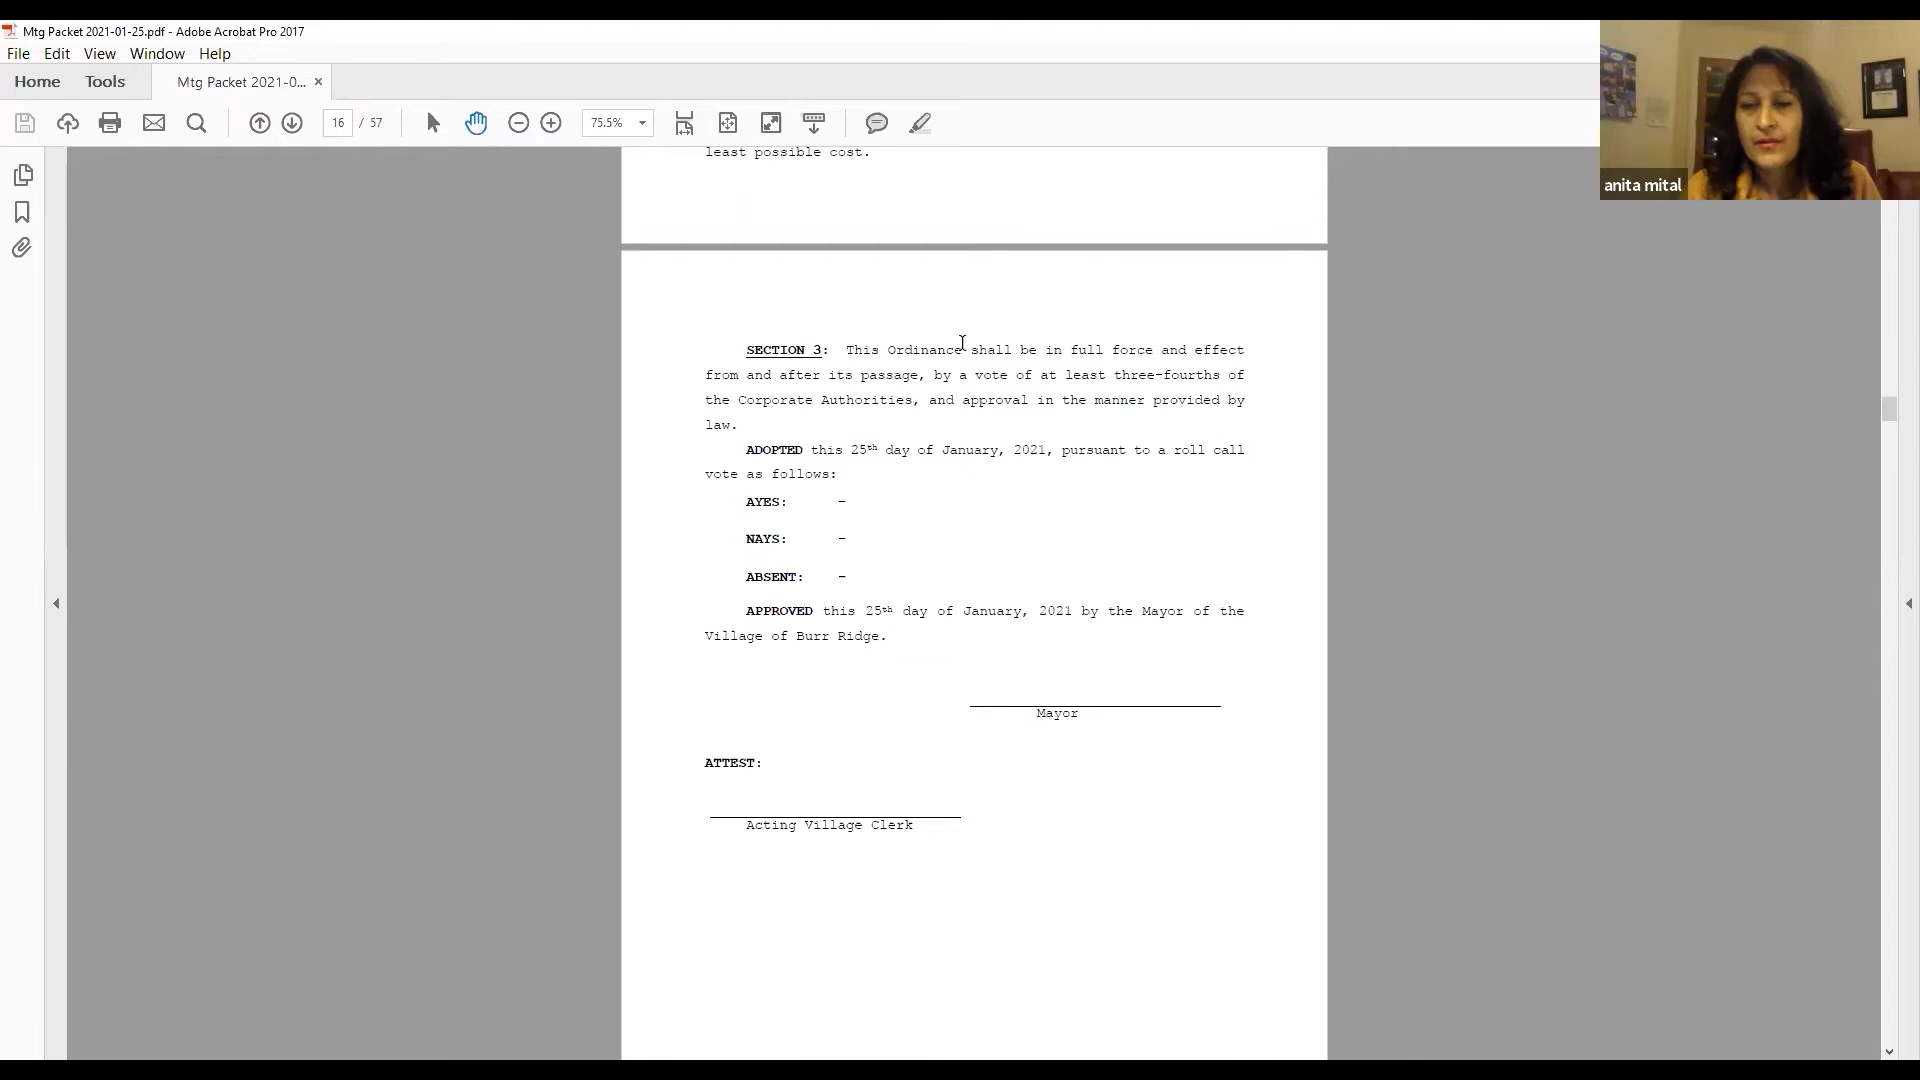 Mtg Packet 2021-01-25.pdf - Adobe Acrobat Pro 2017
File Edit View Window Help
Home Tools Mtg Packet 2021-0... ×
16 / 57 75.5%
anita mital
least possible cost.
SECTION 3: This Ordinance shall be in full force and effect
from and after its passage, by a vote of at least three-fourths of
the Corporate Authorities, and approval in the manner provided by
law.
ADOPTED this 25th day of January, 2021, pursuant to a roll call
vote as follows:
AYES: -
NAYS: -
ABSENT: -
APPROVED this 25th day of January, 2021 by the Mayor of the
Village of Burr Ridge.
Mayor
ATTEST:
Acting Village Clerk